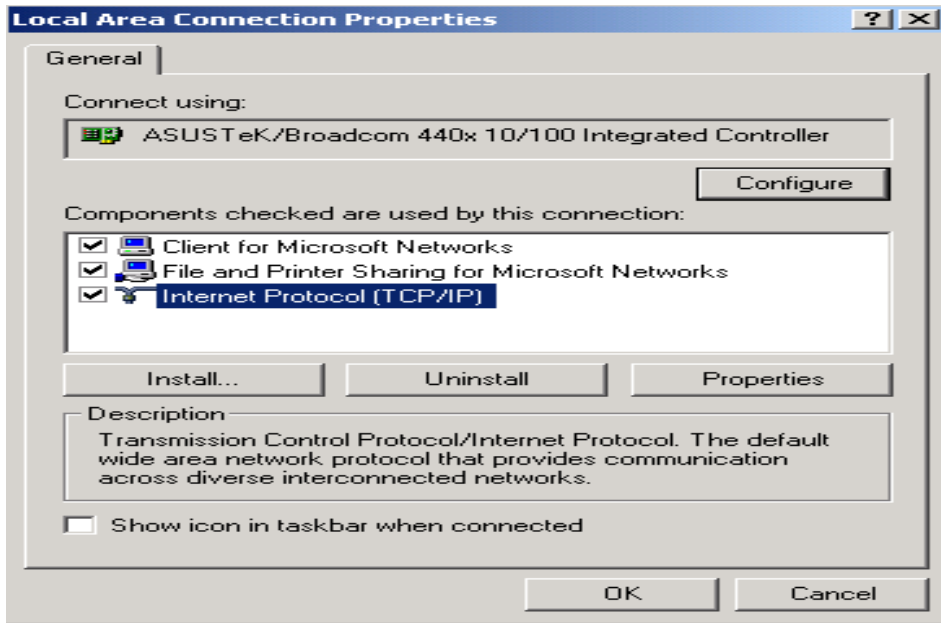 Local Area Connection Properties
General
Connect using:
ASUSTeK/Broadcom 440x 10/100 Integrated Controller
Configure
Components checked are used by this connection:
Client for Microsoft Networks
File and Printer Sharing for Microsoft Networks
Internet Protocol (TCP/IP)
Install... Uninstall Properties
Description
Transmission Control Protocol/Internet Protocol. The default
wide area network protocol that provides communication
across diverse interconnected networks.
Show icon in taskbar when connected
OK Cancel